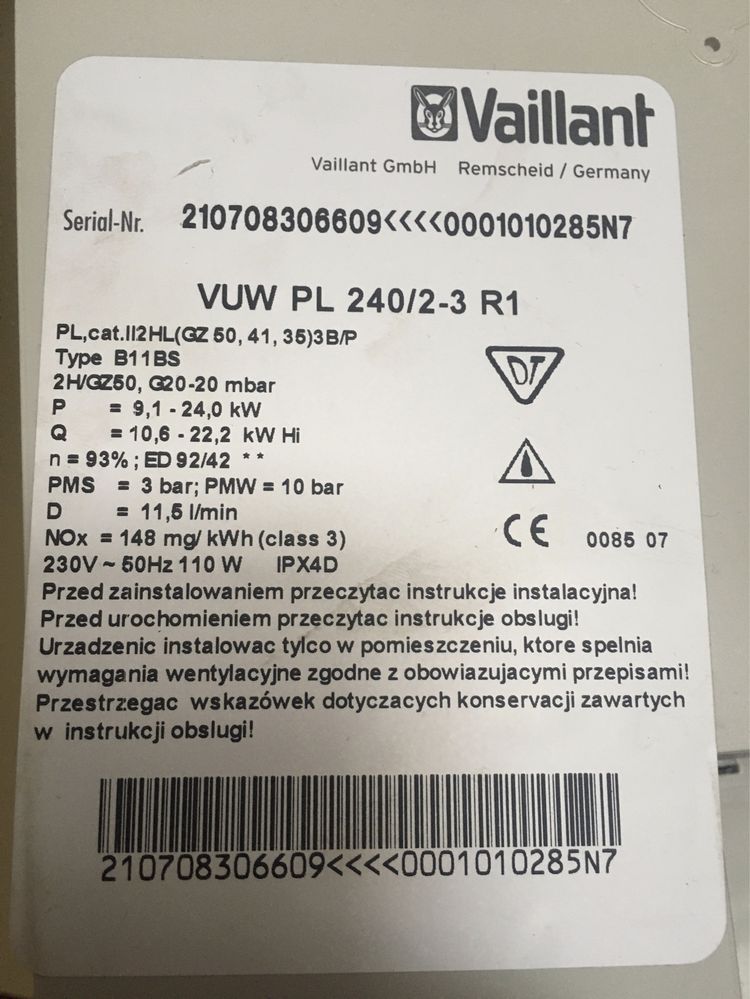 Vaillant
Vaillant GmbH Remscheid / Germany
Serial-Nr. 210708306609<<<<0001010285N7
VUW PL 240/2-3 R1
PL,cat.II2HL(GZ 50, 41, 35)3B/P
Type B11BS
2H/GZ50, G20-20 mbar
P = 9,1 - 24,0 kW
Q = 10,6 - 22,2 kW Hi
n = 93% ; ED 92/42 **
PMS = 3 bar; PMW = 10 bar
D = 11,5 l/min
NOx = 148 mg/ kWh (class 3)
230V ~ 50Hz 110 W IPX4D
DT
CE 0085 07
Przed zainstalowaniem przeczytac instrukcje instalacyjna!
Przed urochomieniem przeczytac instrukcje obslugi!
Urzadzenic instalowac tylco w pomieszczeniu, ktore spelnia
wymagania wentylacyjne zgodne z obowiazujacymi przepisami!
Przestrzegac wskazówek dotyczacych konservacji zawartych
w instrukcji obslugi!
210708306609<<<<0001010285N7